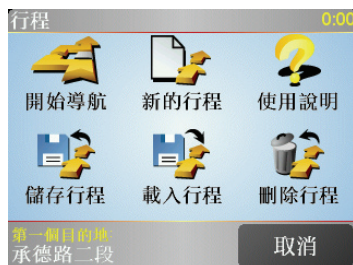 行程 0:00
開始導航 新的行程 使用說明
儲存行程 載入行程 刪除行程
第一個目的地:
承德路二段
取消